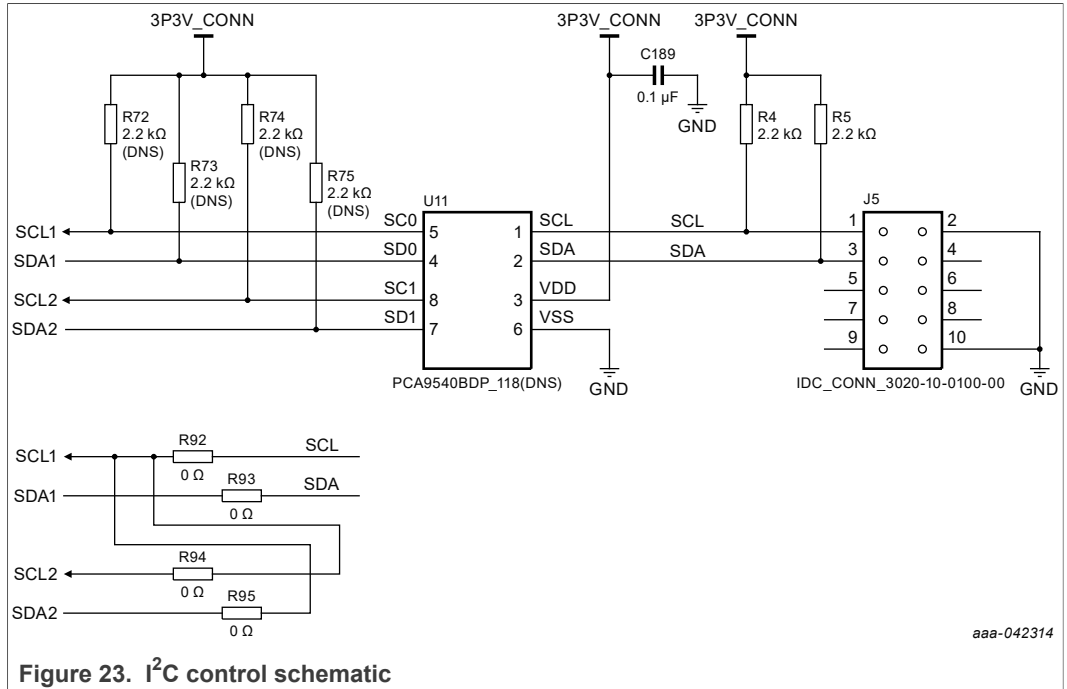 3P3V_CONN
3P3V_CONN
3P3V_CONN
C189
0.1 µF
GND
R72
2.2 kΩ
(DNS)
R73
2.2 kΩ
(DNS)
R74
2.2 kΩ
(DNS)
R75
2.2 kΩ
(DNS)
R4
2.2 kΩ
R5
2.2 kΩ
U11
J5
SCL1
SC0
5
1
SCL
SCL
1
2
SDA1
SD0
4
2
SDA
SDA
3
4
SCL2
SC1
8
3
VDD
5
6
SDA2
SD1
7
6
VSS
7
8
9
10
PCA9540BDP_118(DNS)
GND
IDC_CONN_3020-10-0100-00
GND
SCL1
R92
0 Ω
SCL
SDA1
R93
0 Ω
SDA
SCL2
R94
0 Ω
SDA2
R95
0 Ω
aaa-042314
Figure 23. I²C control schematic